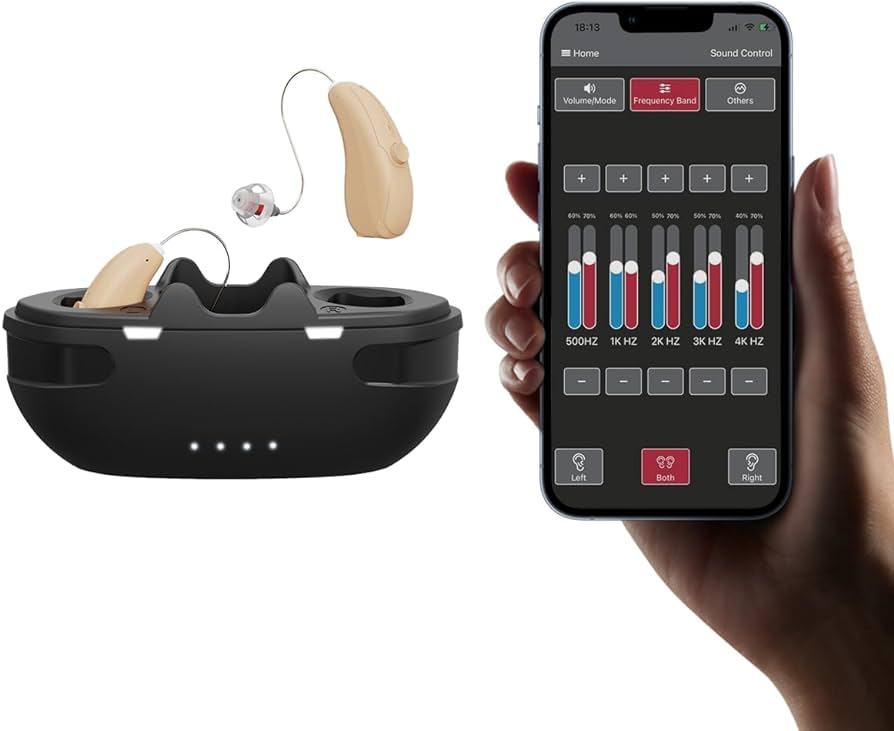 18:13
Home
Sound Control
Volume/Mode
Frequency Band
Others
+ + + + +
60% 70% 60% 60% 50% 70% 50% 70% 40% 70%
500HZ 1K HZ 2K HZ 3K HZ 4K HZ
- - - - -
Left
Both
Right